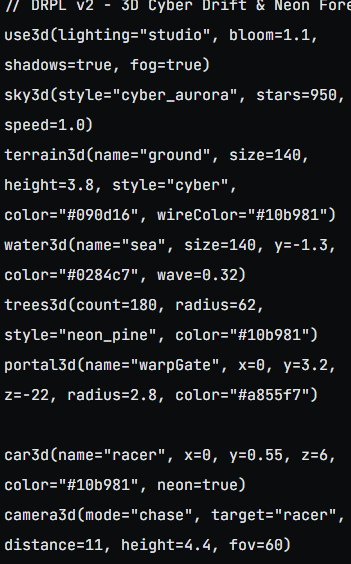 // DRPL v2 - 3D Cyber Drift & Neon Fore
use3d(lighting="studio", bloom=1.1,
shadows=true, fog=true)
sky3d(style="cyber_aurora", stars=950,
speed=1.0)
terrain3d(name="ground", size=140,
height=3.8, style="cyber",
color="#090d16", wireColor="#10b981")
water3d(name="sea", size=140, y=-1.3,
color="#0284c7", wave=0.32)
trees3d(count=180, radius=62,
style="neon_pine", color="#10b981")
portal3d(name="warpGate", x=0, y=3.2,
z=-22, radius=2.8, color="#a855f7")
car3d(name="racer", x=0, y=0.55, z=6,
color="#10b981", neon=true)
camera3d(mode="chase", target="racer",
distance=11, height=4.4, fov=60)